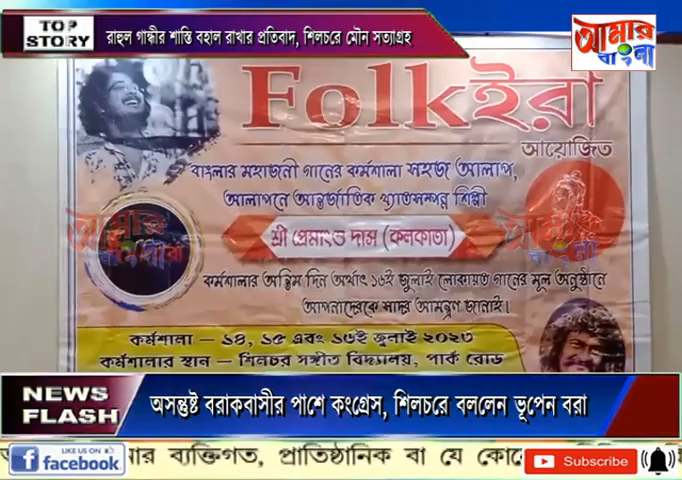 TOP STORY
রাহুল গান্ধীর শাস্তি বহাল রাখার প্রতিবাদ, শিলচরে মৌন সত্যাগ্রহ
আমার বাংলা
Folkইরা
আয়োজিত
বাংলার মহাজনী গানের কর্মশালা সহজ আলাপ,
আলাপনে আন্তর্জাতিক খ্যাতসম্পন্ন শিল্পী
শ্রী প্রেমাংশু দাস (কলকাতা)
কর্মশালার অন্তিম দিন অর্থাৎ ১৬ই জুলাই লোকায়ত গানের মূল অনুষ্ঠানে
আপনাদেরকে সাদর আমন্ত্রণ জানাই।
কর্মশালা – ১৪, ১৫ এবং ১৬ই জুলাই ২০২৩
কর্মশালার স্থান – শিলচর সঙ্গীত বিদ্যালয়, পার্ক রোড
NEWS FLASH
অসন্তুষ্ট বরাকবাসীর পাশে কংগ্রেস, শিলচরে বললেন ভূপেন বরা
LIKE US ON
facebook
ব্যক্তিগত, প্রাতিষ্ঠানিক বা যে
Subscribe